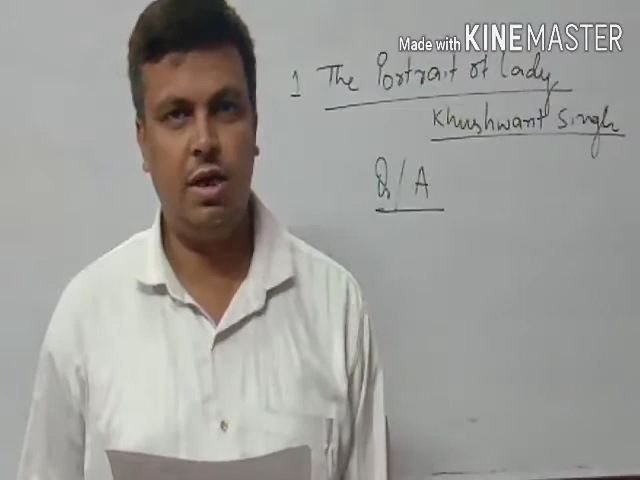 Made with KINEMASTER
1 The Portrait of Lady
Khushwant Singh
Q/A